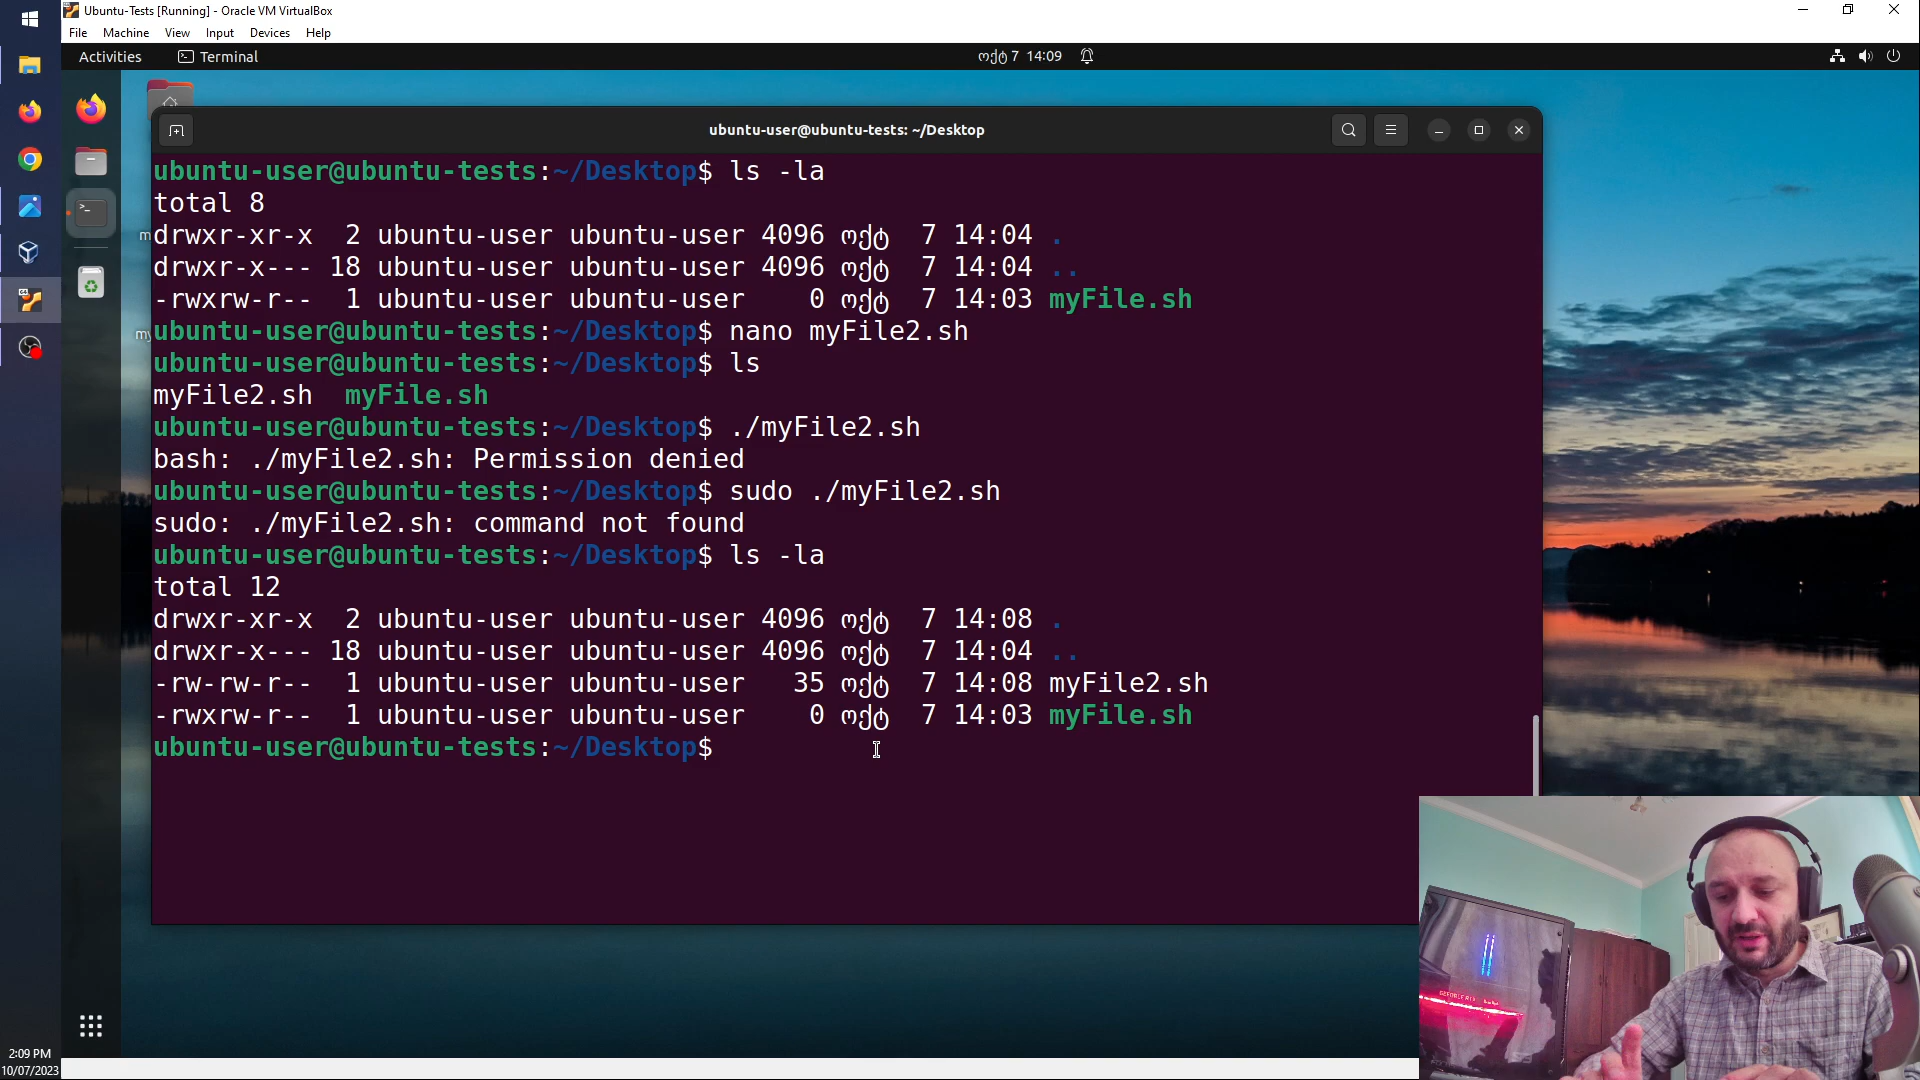 Ubuntu-Tests [Running] - Oracle VM VirtualBox
File Machine View Input Devices Help
Activities Terminal ოქტ 7 14:09
ubuntu-user@ubuntu-tests: ~/Desktop
ubuntu-user@ubuntu-tests:~/Desktop$ ls -la
total 8
drwxr-xr-x 2 ubuntu-user ubuntu-user 4096 ოქტ 7 14:04 .
drwxr-x--- 18 ubuntu-user ubuntu-user 4096 ოქტ 7 14:04 ..
-rwxrw-r-- 1 ubuntu-user ubuntu-user 0 ოქტ 7 14:03 myFile.sh
ubuntu-user@ubuntu-tests:~/Desktop$ nano myFile2.sh
ubuntu-user@ubuntu-tests:~/Desktop$ ls
myFile2.sh myFile.sh
ubuntu-user@ubuntu-tests:~/Desktop$ ./myFile2.sh
bash: ./myFile2.sh: Permission denied
ubuntu-user@ubuntu-tests:~/Desktop$ sudo ./myFile2.sh
sudo: ./myFile2.sh: command not found
ubuntu-user@ubuntu-tests:~/Desktop$ ls -la
total 12
drwxr-xr-x 2 ubuntu-user ubuntu-user 4096 ოქტ 7 14:08 .
drwxr-x--- 18 ubuntu-user ubuntu-user 4096 ოქტ 7 14:04 ..
-rw-rw-r-- 1 ubuntu-user ubuntu-user 35 ოქტ 7 14:08 myFile2.sh
-rwxrw-r-- 1 ubuntu-user ubuntu-user 0 ოქტ 7 14:03 myFile.sh
ubuntu-user@ubuntu-tests:~/Desktop$
GEFORCE RTX
2:09 PM
10/07/2023